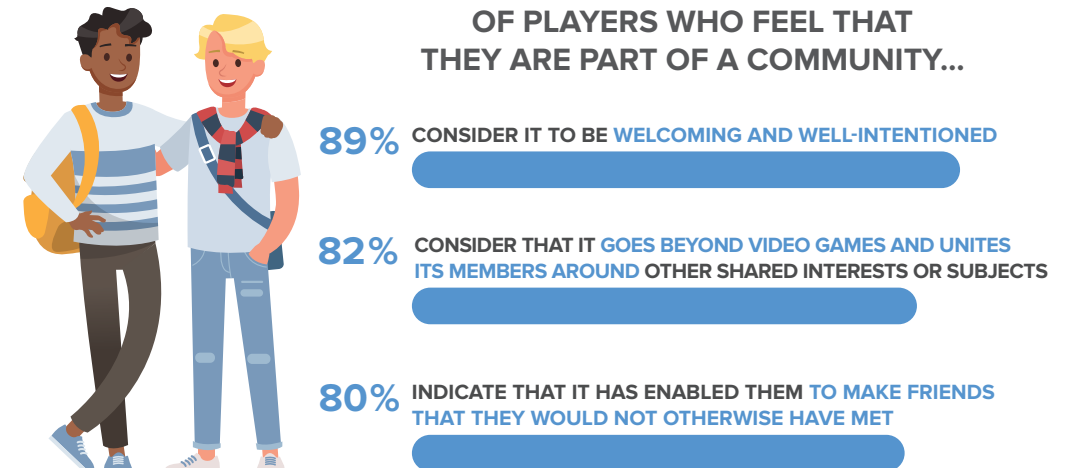 OF PLAYERS WHO FEEL THAT
THEY ARE PART OF A COMMUNITY...
89% CONSIDER IT TO BE WELCOMING AND WELL-INTENTIONED
82% CONSIDER THAT IT GOES BEYOND VIDEO GAMES AND UNITES
ITS MEMBERS AROUND OTHER SHARED INTERESTS OR SUBJECTS
80% INDICATE THAT IT HAS ENABLED THEM TO MAKE FRIENDS
THAT THEY WOULD NOT OTHERWISE HAVE MET